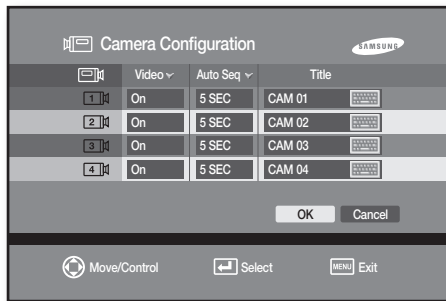 Camera Configuration SAMSUNG
Video Auto Seq Title
1 On 5 SEC CAM 01
2 On 5 SEC CAM 02
3 On 5 SEC CAM 03
4 On 5 SEC CAM 04
OK Cancel
Move/Control Select MENU Exit